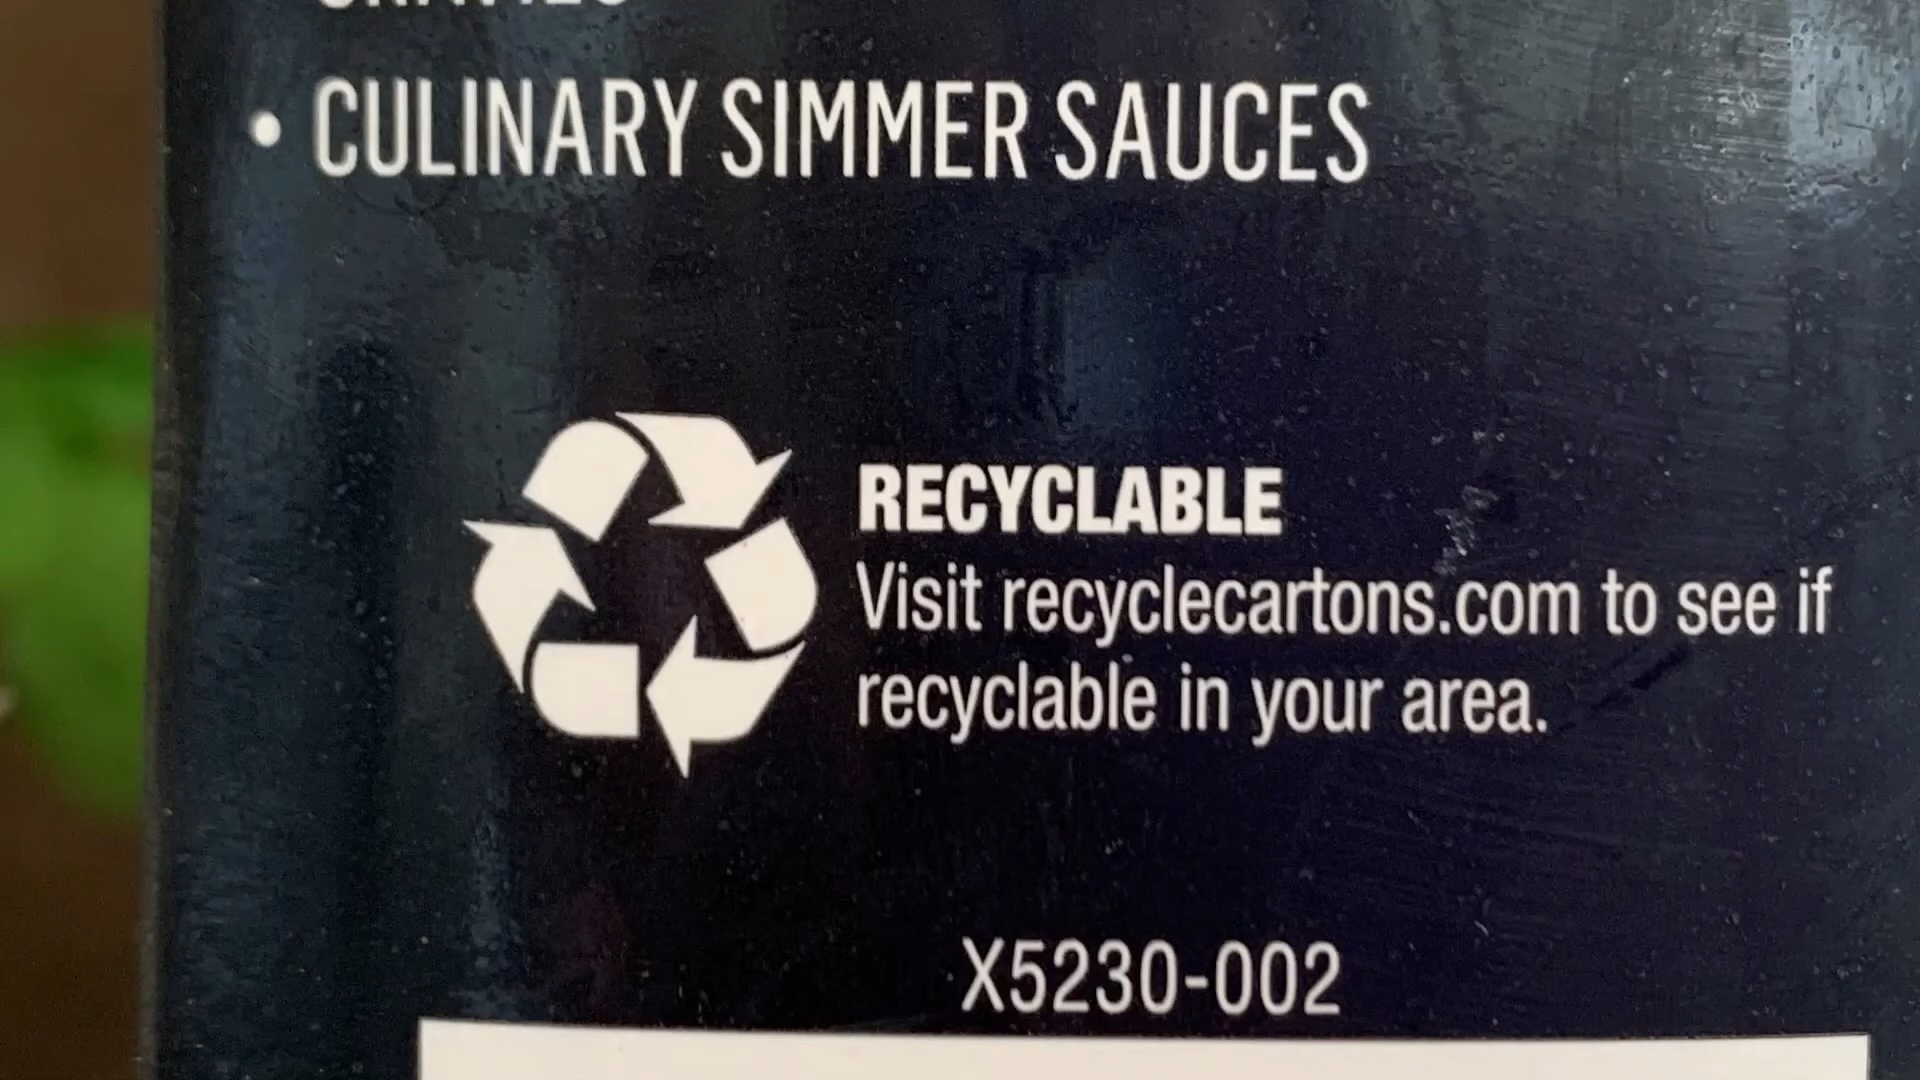 • CULINARY SIMMER SAUCES
RECYCLABLE
Visit recyclecartons.com to see if
recyclable in your area.
X5230-002